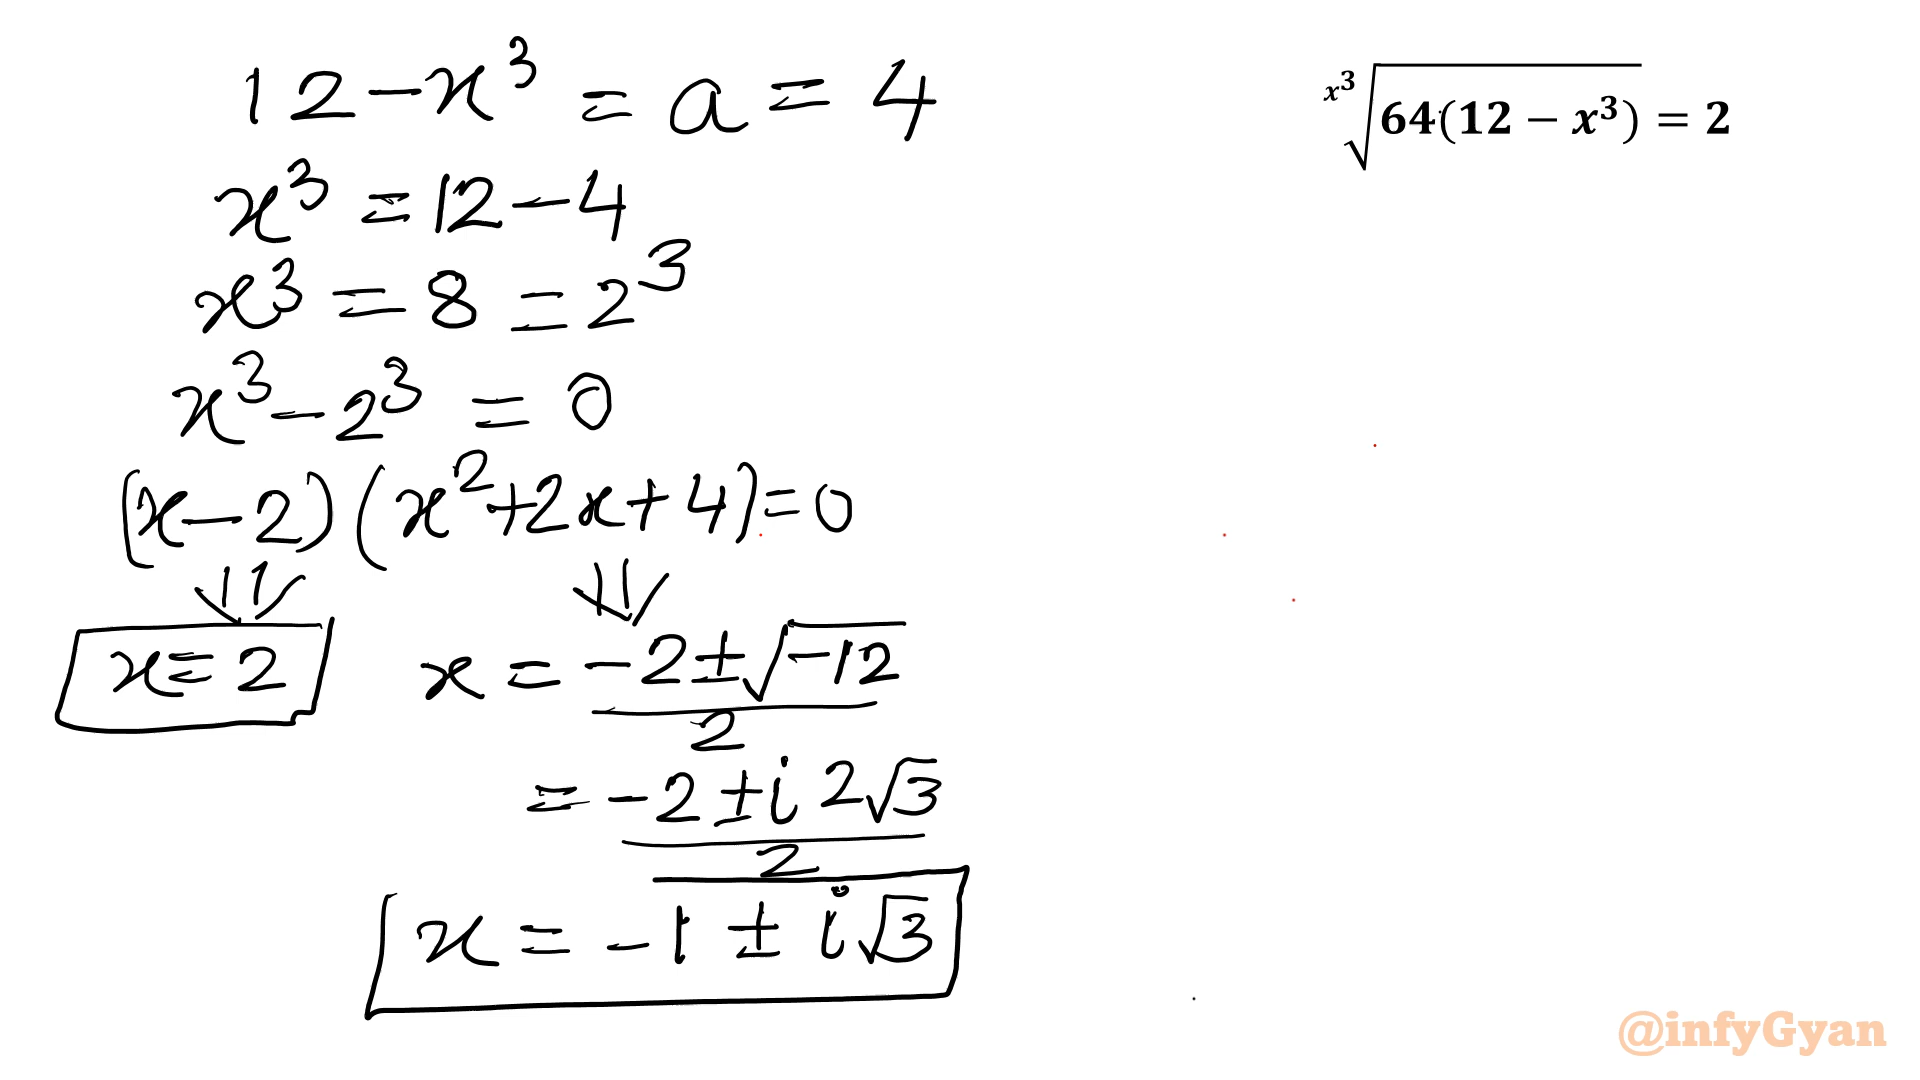 12 − x³ = a = 4
x³ = 12 − 4
x³ = 8 = 2³
x³ − 2³ = 0
(x − 2)(x² + 2x + 4) = 0
x = 2
x = (−2 ± √−12)/2
= (−2 ± i 2√3)/2
x = −1 ± i√3
ˣ³√64(12 − x³) = 2
@infyGyan